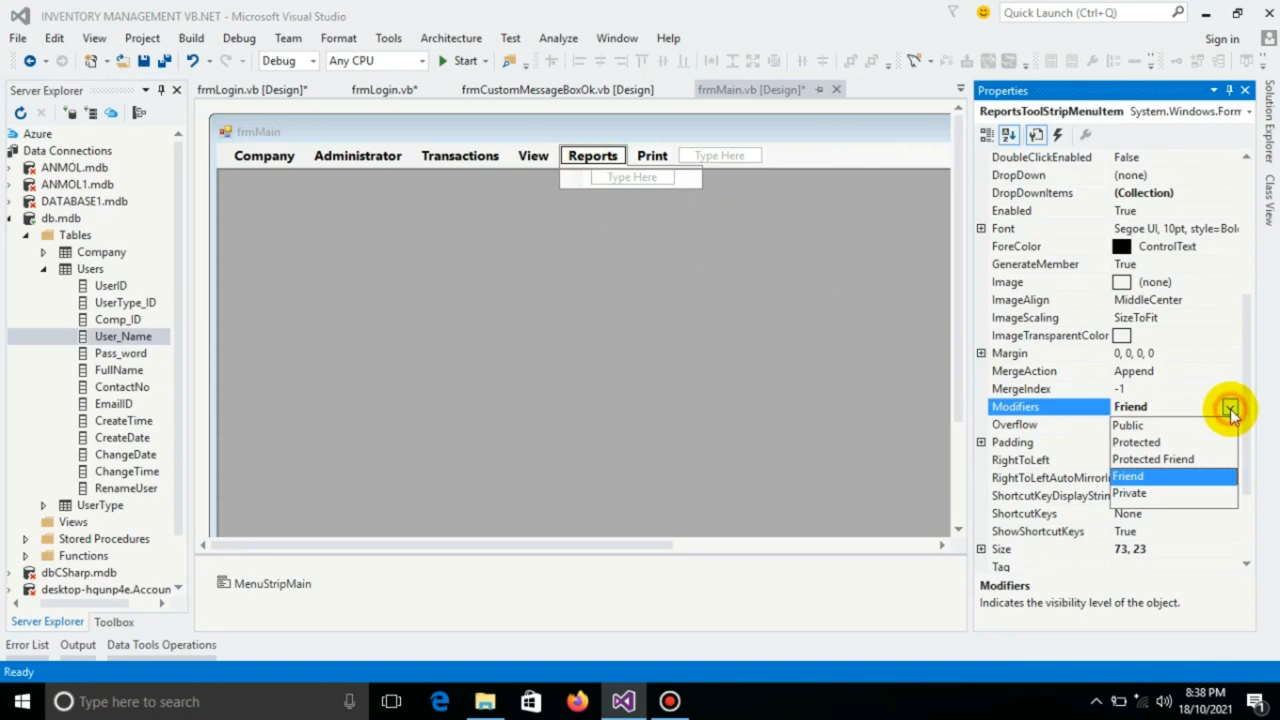 INVENTORY MANAGEMENT VB.NET - Microsoft Visual Studio
Quick Launch (Ctrl+Q)
File Edit View Project Build Debug Team Format Tools Architecture Test Analyze Window Help
Sign in
Debug Any CPU Start
Server Explorer
frmLogin.vb [Design]* frmLogin.vb* frmCustomMessageBoxOk.vb [Design] frmMain.vb [Design]*
Azure
Data Connections
ANMOL.mdb
ANMOL1.mdb
DATABASE1.mdb
db.mdb
Tables
Company
Users
UserID
UserType_ID
Comp_ID
User_Name
Pass_word
FullName
ContactNo
EmailID
CreateTime
CreateDate
ChangeDate
ChangeTime
RenameUser
UserType
Views
Stored Procedures
Functions
dbCSharp.mdb
desktop-hqunp4e.Accoun
Server Explorer Toolbox
frmMain
Company Administrator Transactions View Reports Print Type Here
Type Here
MenuStripMain
Properties
ReportsToolStripMenuItem System.Windows.Form
DoubleClickEnabled False
DropDown (none)
DropDownItems (Collection)
Enabled True
Font Segoe UI, 10pt, style=Bol
ForeColor ControlText
GenerateMember True
Image (none)
ImageAlign MiddleCenter
ImageScaling SizeToFit
ImageTransparentColor
Margin 0, 0, 0, 0
MergeAction Append
MergeIndex -1
Modifiers Friend
Overflow
Public
Padding
Protected
RightToLeft
Protected Friend
RightToLeftAutoMirrorI
Friend
ShortcutKeyDisplayStrin
Private
ShortcutKeys None
ShowShortcutKeys True
Size 73, 23
Tag
Modifiers
Indicates the visibility level of the object.
Solution Explorer
Class View
Error List Output Data Tools Operations
Ready
Type here to search
8:38 PM
18/10/2021
1